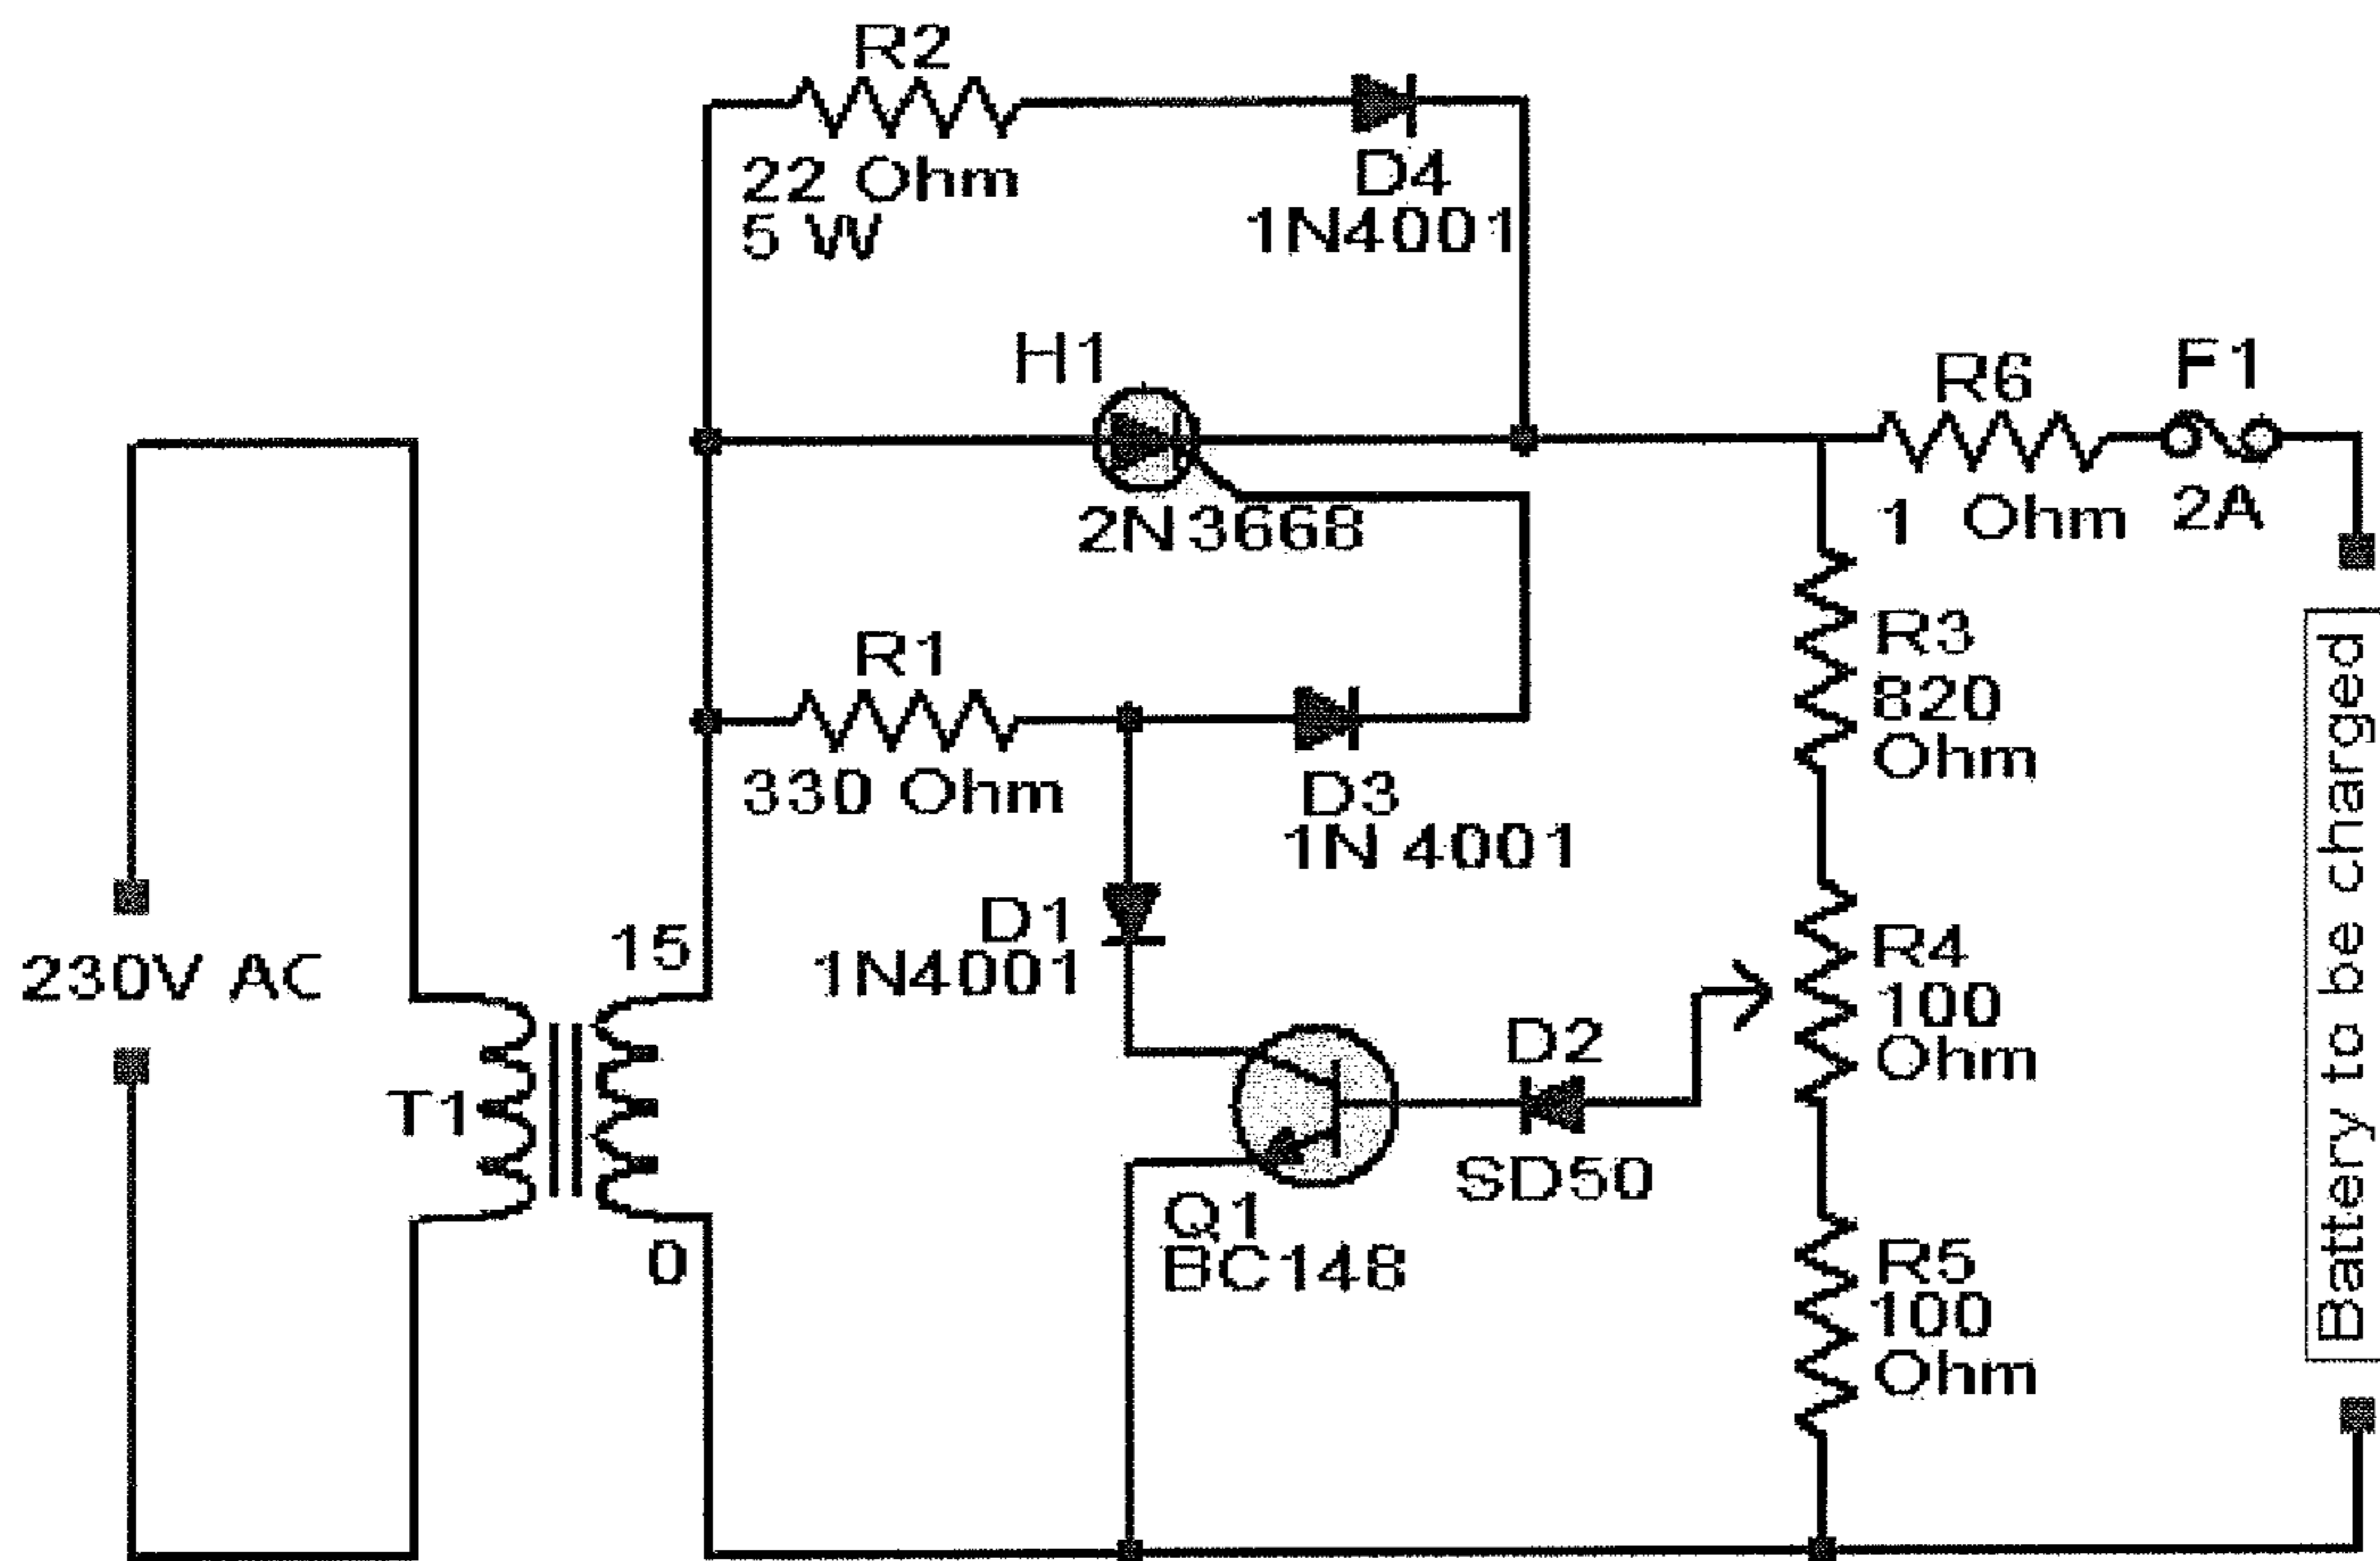 R2
22 Ohm
5 W
D4
1N4001
H1
2N3668
R6
1 Ohm
F1
2A
R1
330 Ohm
D3
1N 4001
R3
820
Ohm
D1
1N4001
15
230V AC
T1
0
D2
SD50
Q1
BC148
R4
100
Ohm
R5
100
Ohm
Battery to be charged